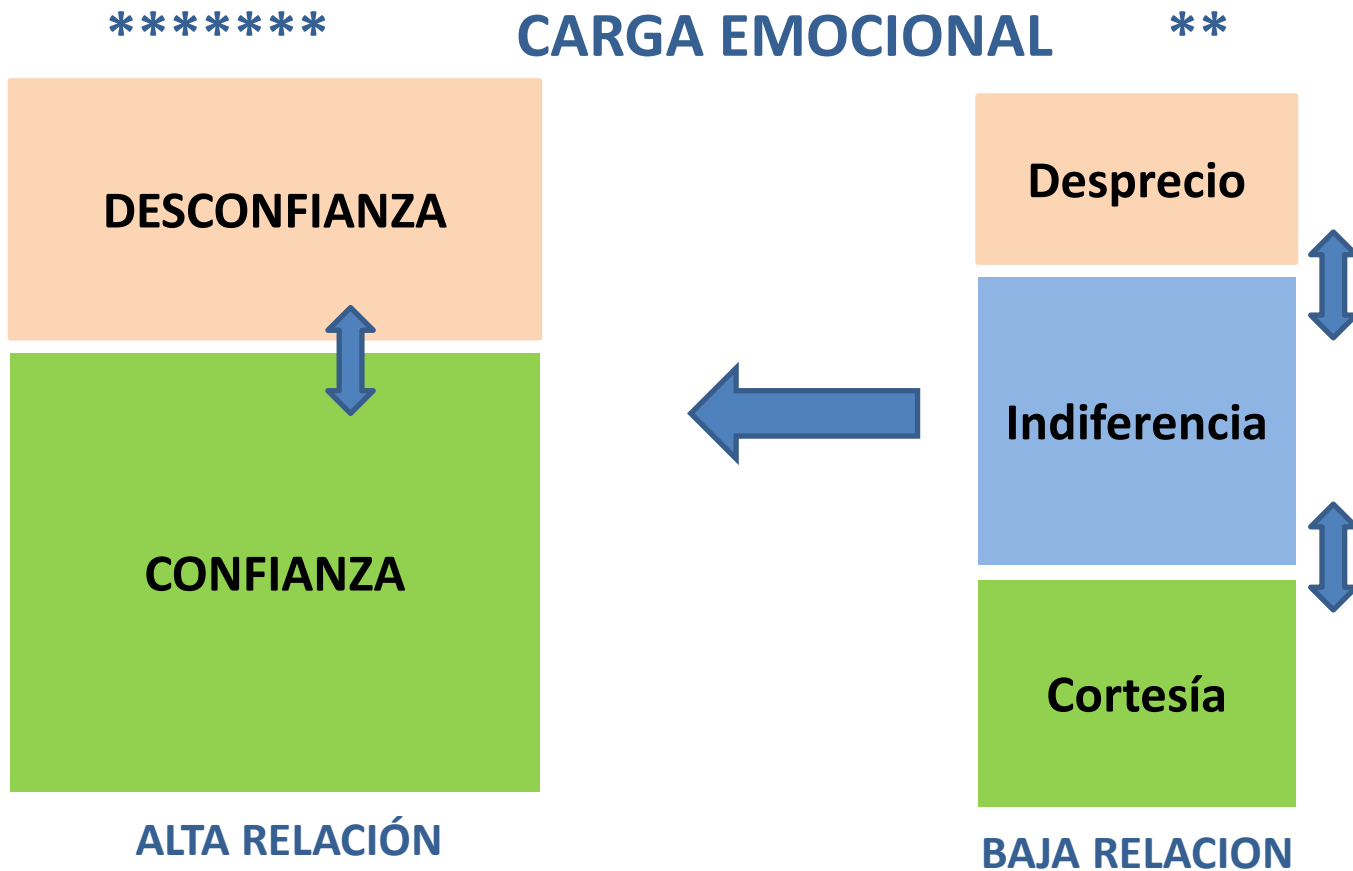 ******* CARGA EMOCIONAL **
DESCONFIANZA
CONFIANZA
ALTA RELACIÓN
Desprecio
Indiferencia
Cortesía
BAJA RELACION